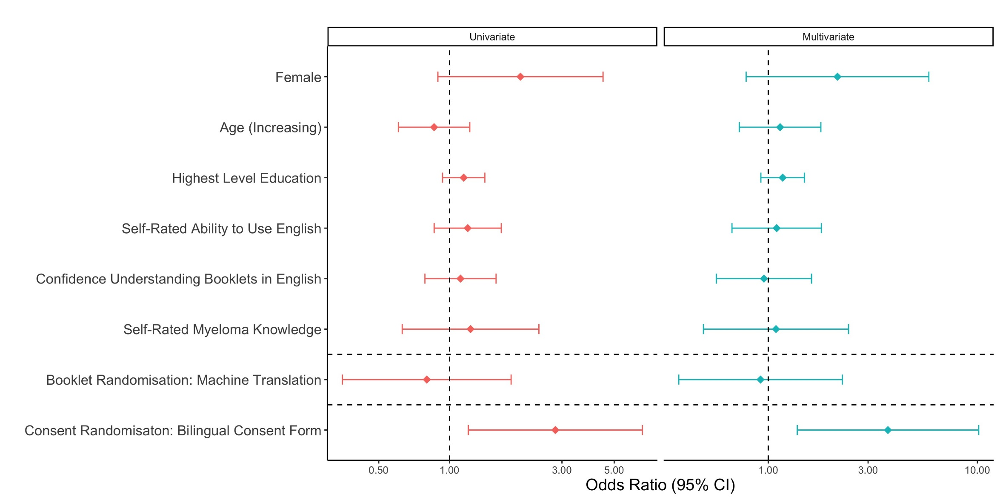 Univariate
Multivariate
Female
Age (Increasing)
Highest Level Education
Self-Rated Ability to Use English
Confidence Understanding Booklets in English
Self-Rated Myeloma Knowledge
Booklet Randomisation: Machine Translation
Consent Randomisaton: Bilingual Consent Form
0.50 1.00 3.00 5.00 1.00 3.00 10.00
Odds Ratio (95% CI)